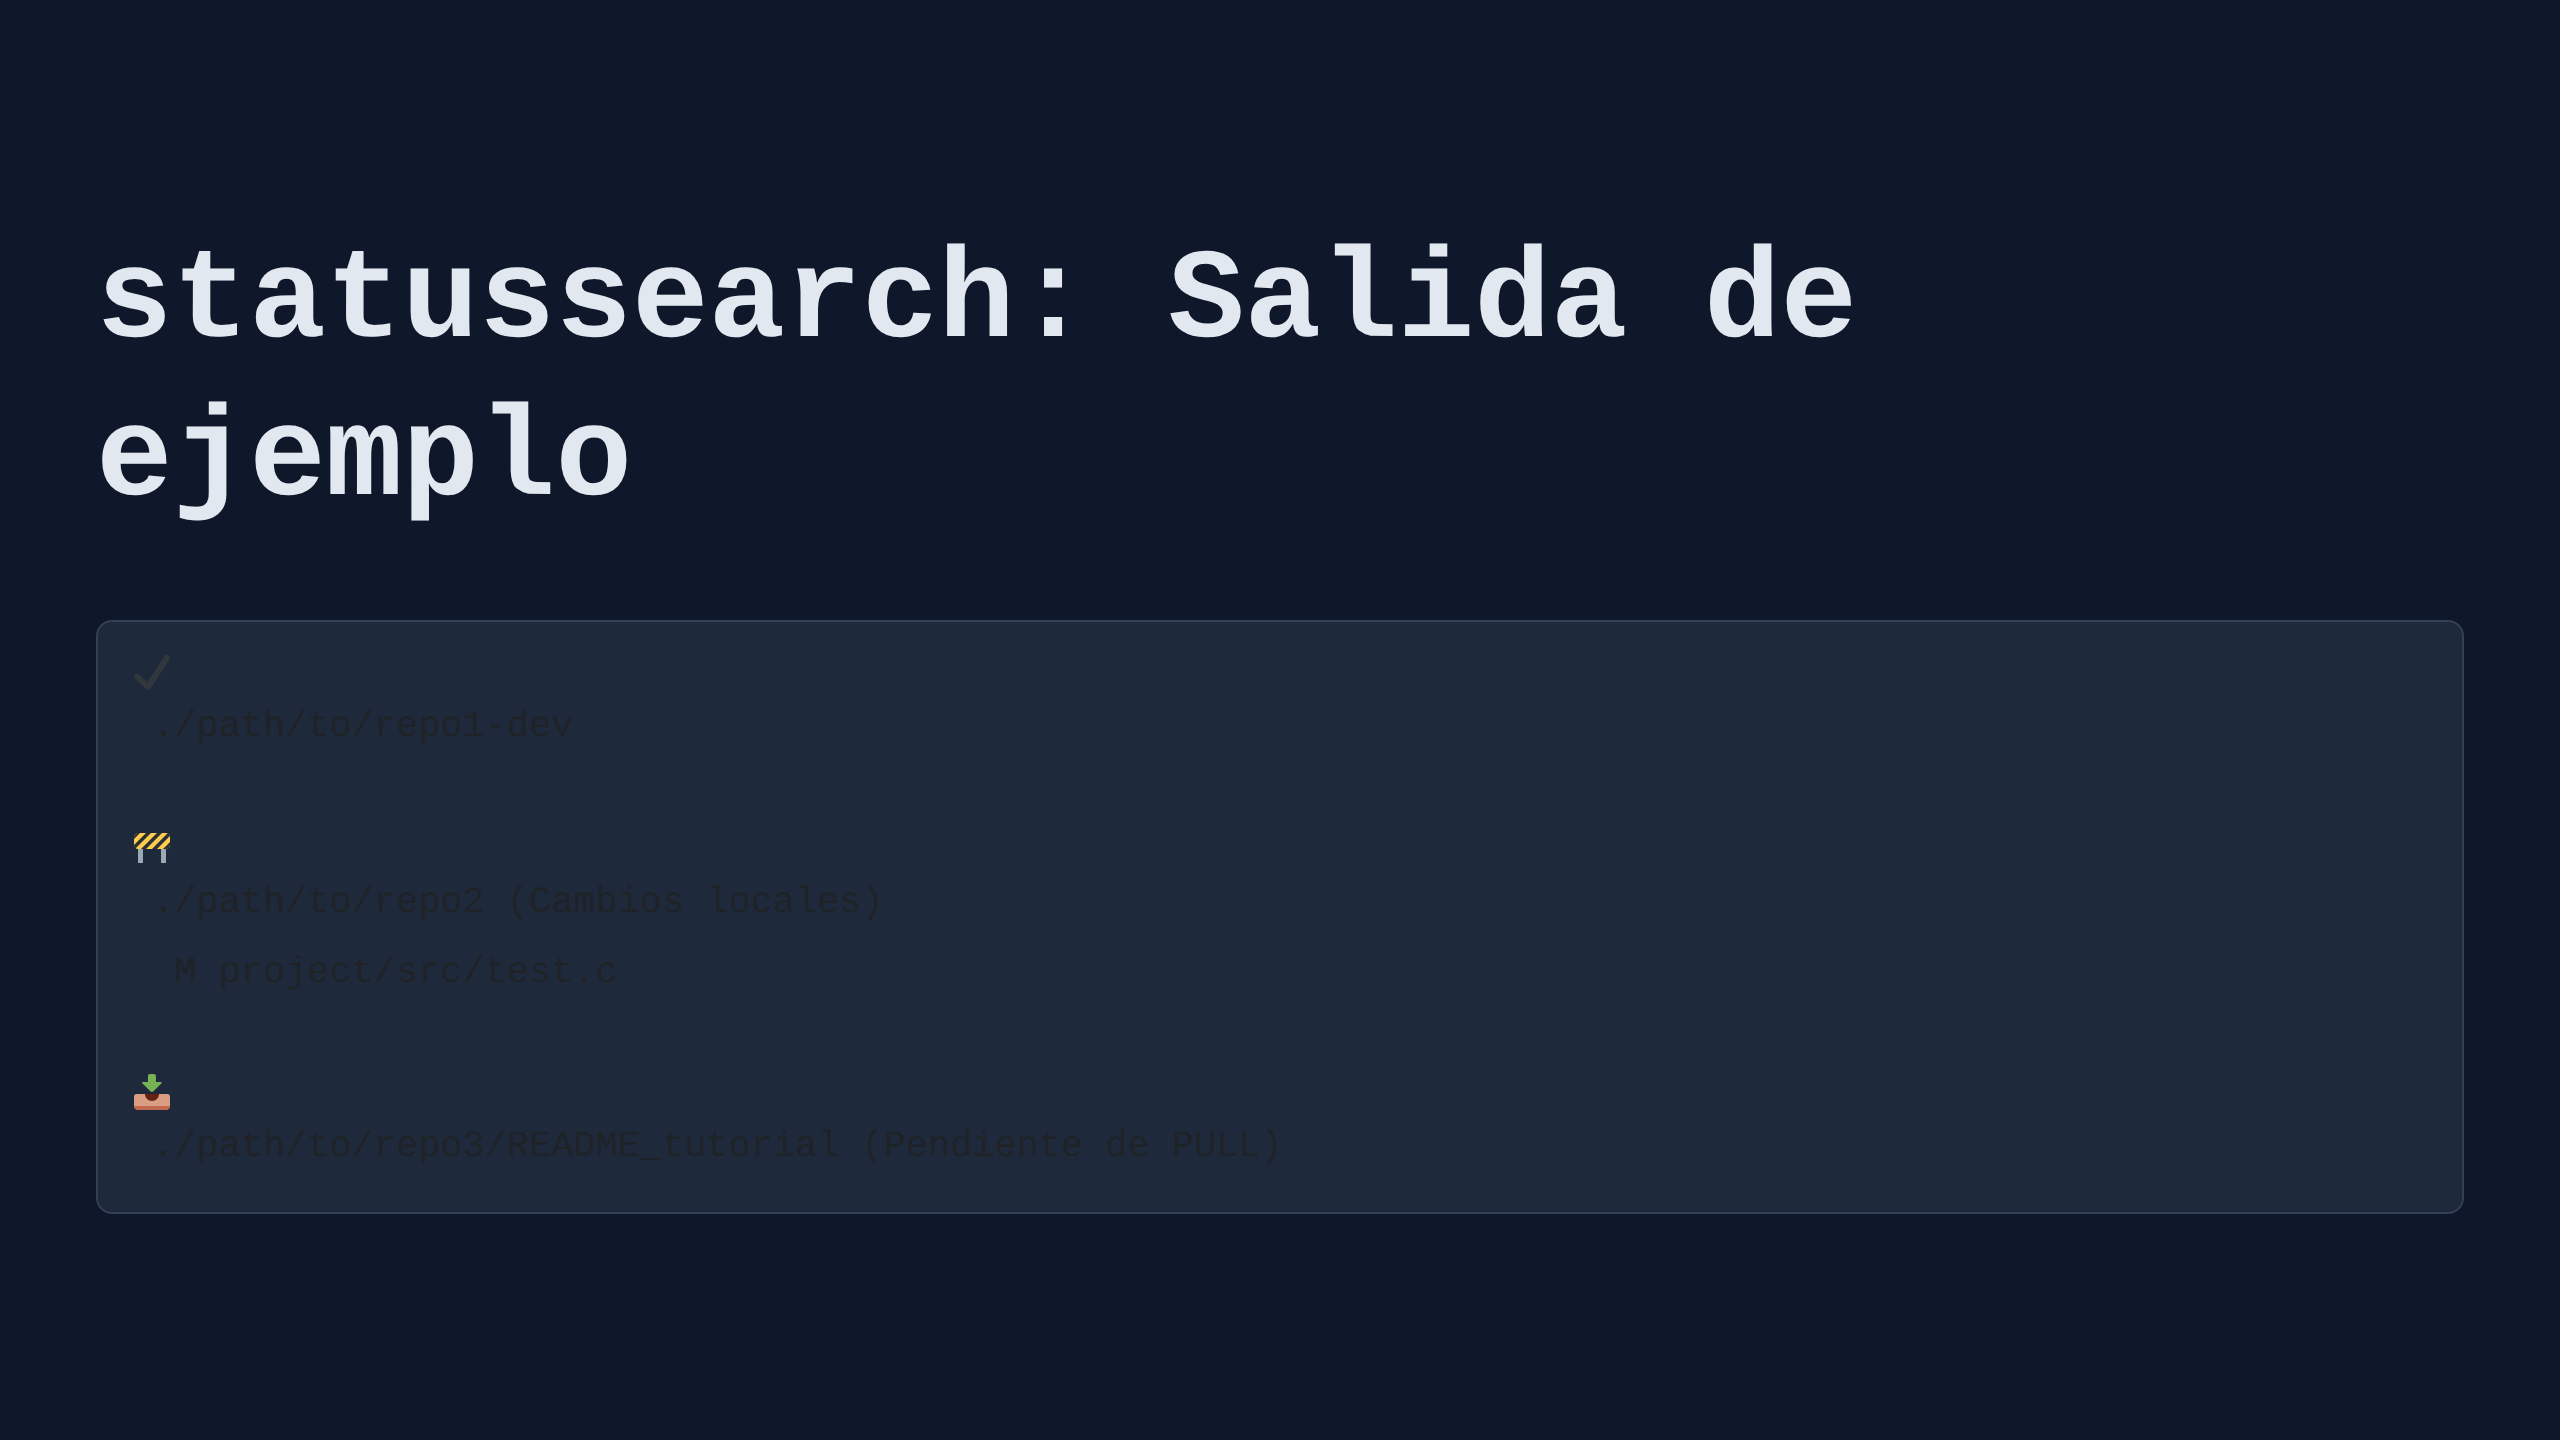 statussearch: Salida de
ejemplo
✔
./path/to/repo1-dev
🚧
./path/to/repo2 (Cambios locales)
M project/src/test.c
📥
./path/to/repo3/README_tutorial (Pendiente de PULL)